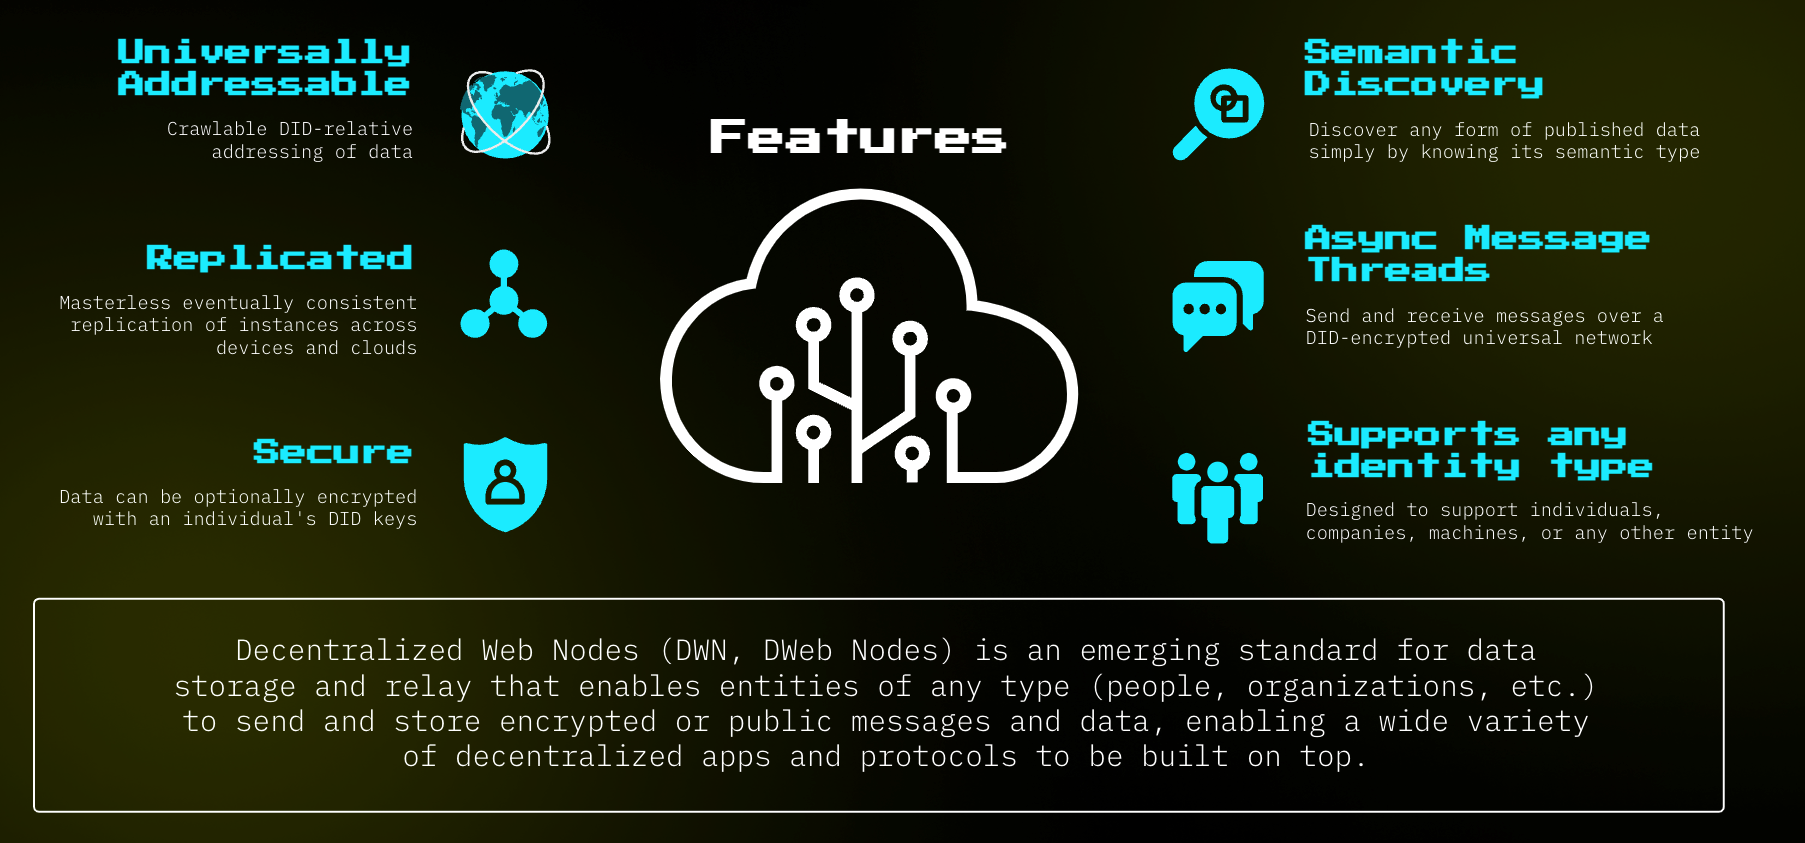 Universally
Addressable
Crawlable DID-relative
addressing of data
Replicated
Masterless eventually consistent
replication of instances across
devices and clouds
Secure
Data can be optionally encrypted
with an individual's DID keys
Features
Semantic
Discovery
Discover any form of published data
simply by knowing its semantic type
Async Message
Threads
Send and receive messages over a
DID-encrypted universal network
Supports any
identity type
Designed to support individuals,
companies, machines, or any other entity
Decentralized Web Nodes (DWN, DWeb Nodes) is an emerging standard for data
storage and relay that enables entities of any type (people, organizations, etc.)
to send and store encrypted or public messages and data, enabling a wide variety
of decentralized apps and protocols to be built on top.